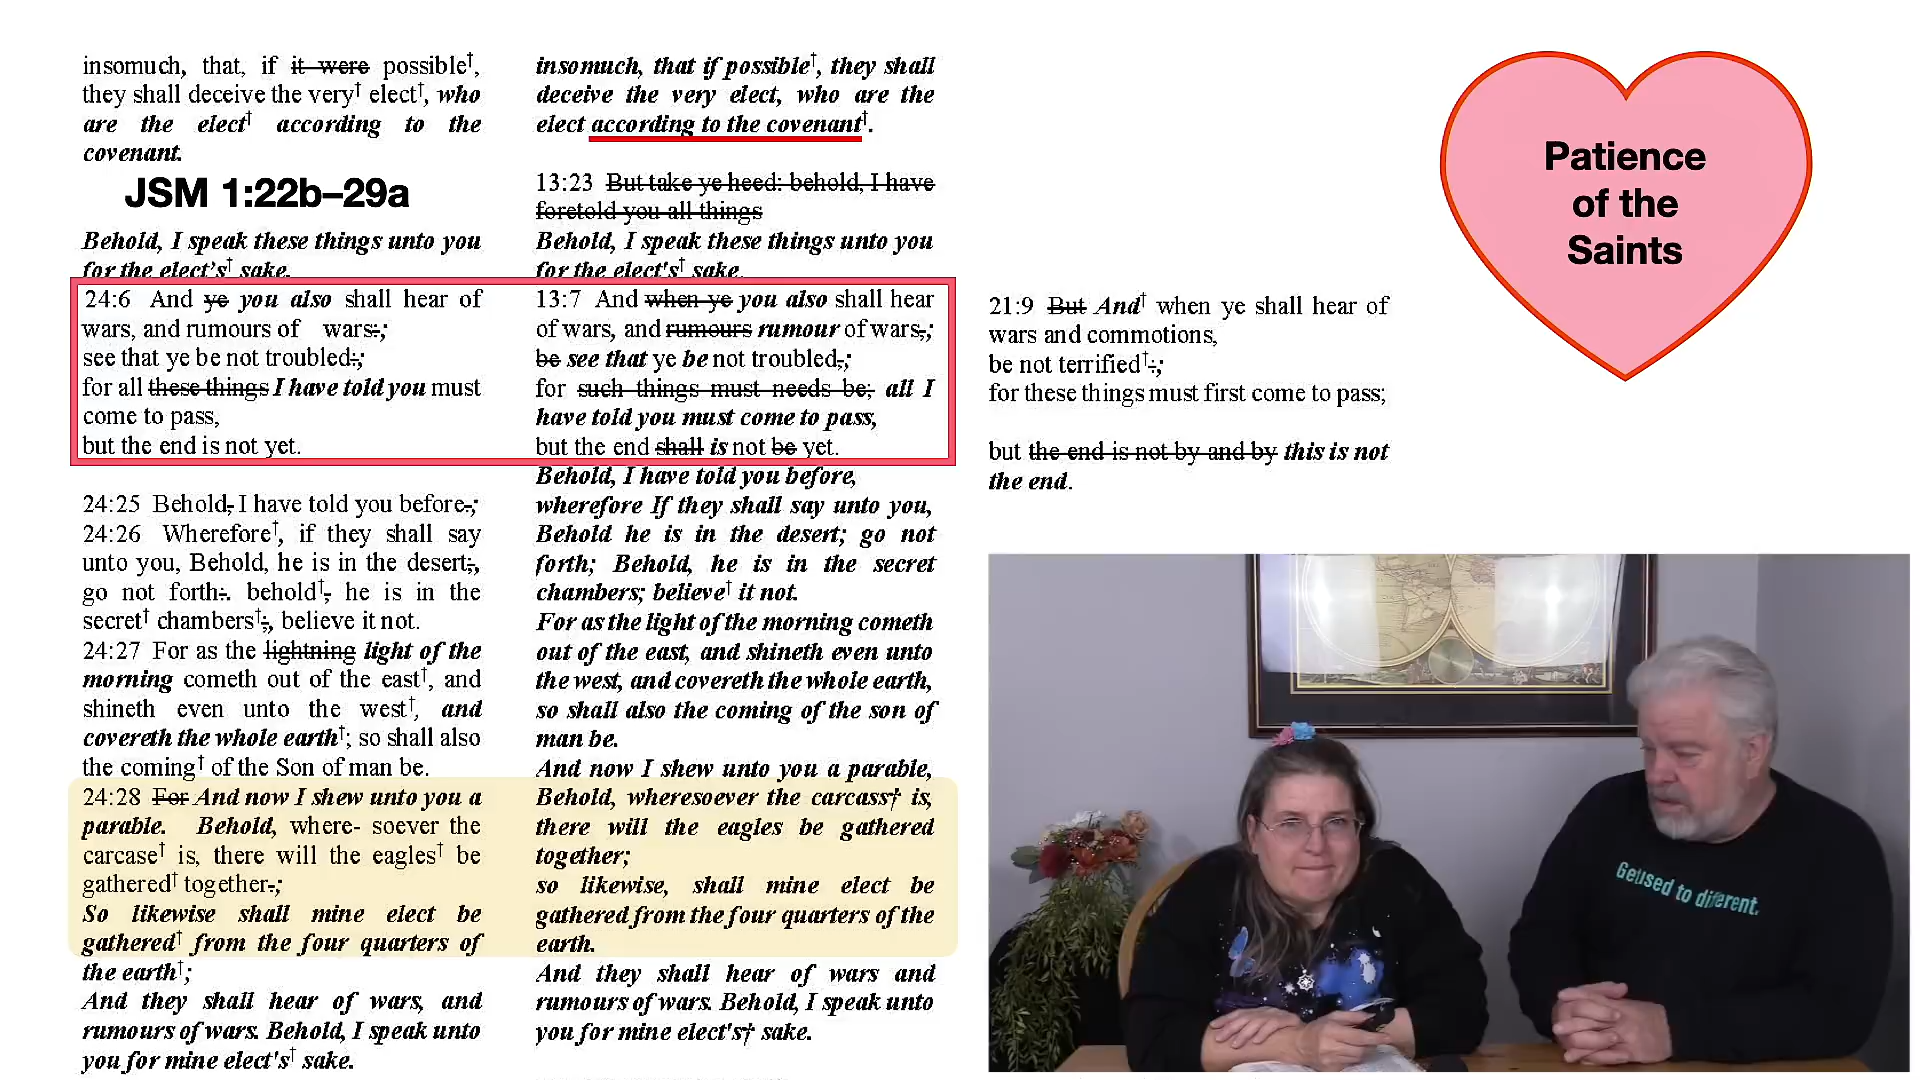 insomuch, that, if it were possible†,
they shall deceive the very† elect†, who
are the elect† according to the
covenant.
JSM 1:22b–29a
Behold, I speak these things unto you
for the elect's† sake.
24:6 And ye you also shall hear of
wars, and rumours of wars:,;
see that ye be not troubled:,;
for all these things I have told you must
come to pass,
but the end is not yet.
24:25 Behold, I have told you before.,;
24:26 Wherefore†, if they shall say
unto you, Behold, he is in the desert;,
go not forth:. behold†, he is in the
secret† chambers†;, believe it not.
24:27 For as the lightning light of the
morning cometh out of the east†, and
shineth even unto the west†, and
covereth the whole earth†; so shall also
the coming† of the Son of man be.
24:28 For And now I shew unto you a
parable. Behold, where- soever the
carcase† is, there will the eagles† be
gathered† together.,;
So likewise shall mine elect be
gathered† from the four quarters of
the earth†;
And they shall hear of wars, and
rumours of wars. Behold, I speak unto
you for mine elect's† sake.
insomuch, that if possible†, they shall
deceive the very elect, who are the
elect according to the covenant†.
13:23 But take ye heed: behold, I have
foretold you all things
Behold, I speak these things unto you
for the elect's† sake.
13:7 And when ye you also shall hear
of wars, and rumours rumour of wars,;
be see that ye be not troubled,;
for such things must needs be; all I
have told you must come to pass,
but the end shall is not be yet.
Behold, I have told you before,
wherefore If they shall say unto you,
Behold he is in the desert; go not
forth; Behold, he is in the secret
chambers; believe† it not.
For as the light of the morning cometh
out of the east, and shineth even unto
the west, and covereth the whole earth,
so shall also the coming of the son of
man be.
And now I shew unto you a parable,
Behold, wheresoever the carcass† is,
there will the eagles be gathered
together;
so likewise, shall mine elect be
gathered from the four quarters of the
earth.
And they shall hear of wars and
rumours of wars. Behold, I speak unto
you for mine elect's† sake.
21:9 But And† when ye shall hear of
wars and commotions,
be not terrified†:,;
for these things must first come to pass;
but the end is not by and by this is not
the end.
Patience
of the
Saints
Get used to different.